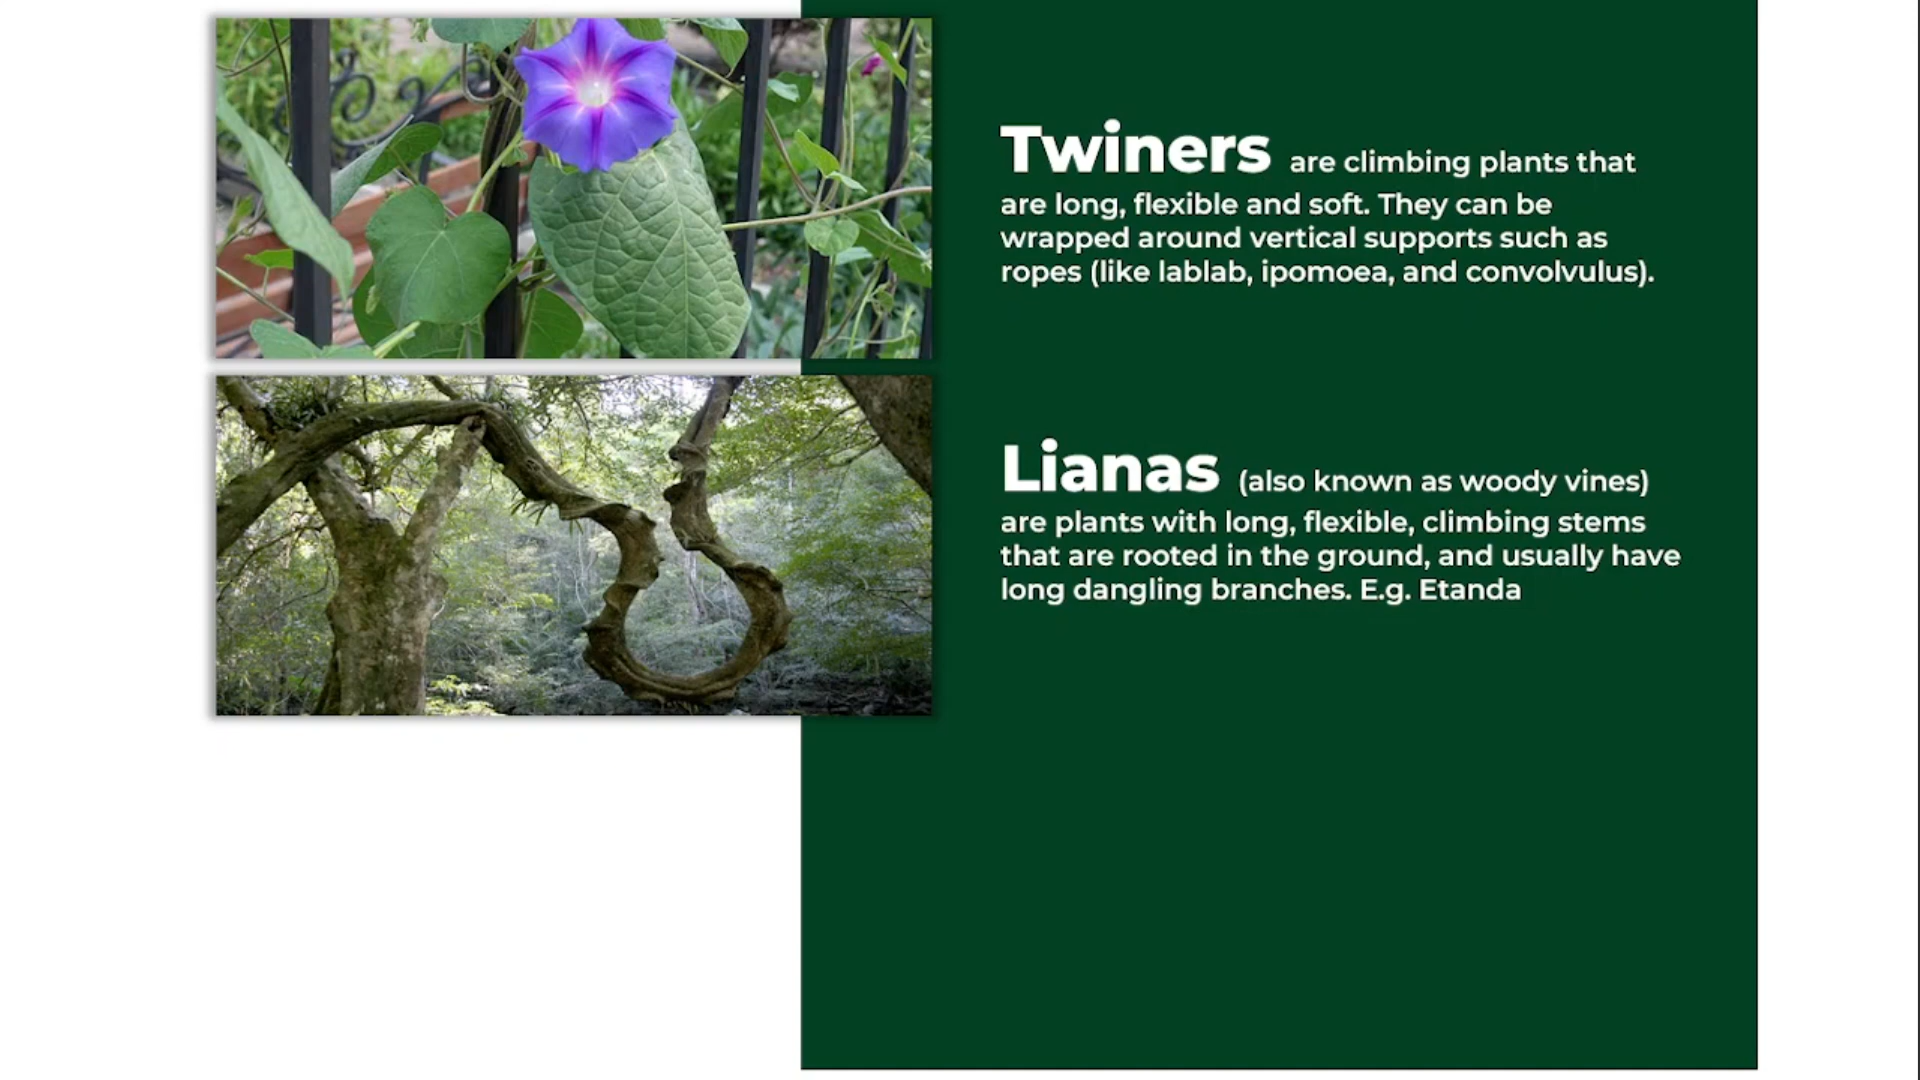 Twiners are climbing plants that
are long, flexible and soft. They can be
wrapped around vertical supports such as
ropes (like lablab, ipomoea, and convolvulus).
Lianas (also known as woody vines)
are plants with long, flexible, climbing stems
that are rooted in the ground, and usually have
long dangling branches. E.g. Etanda